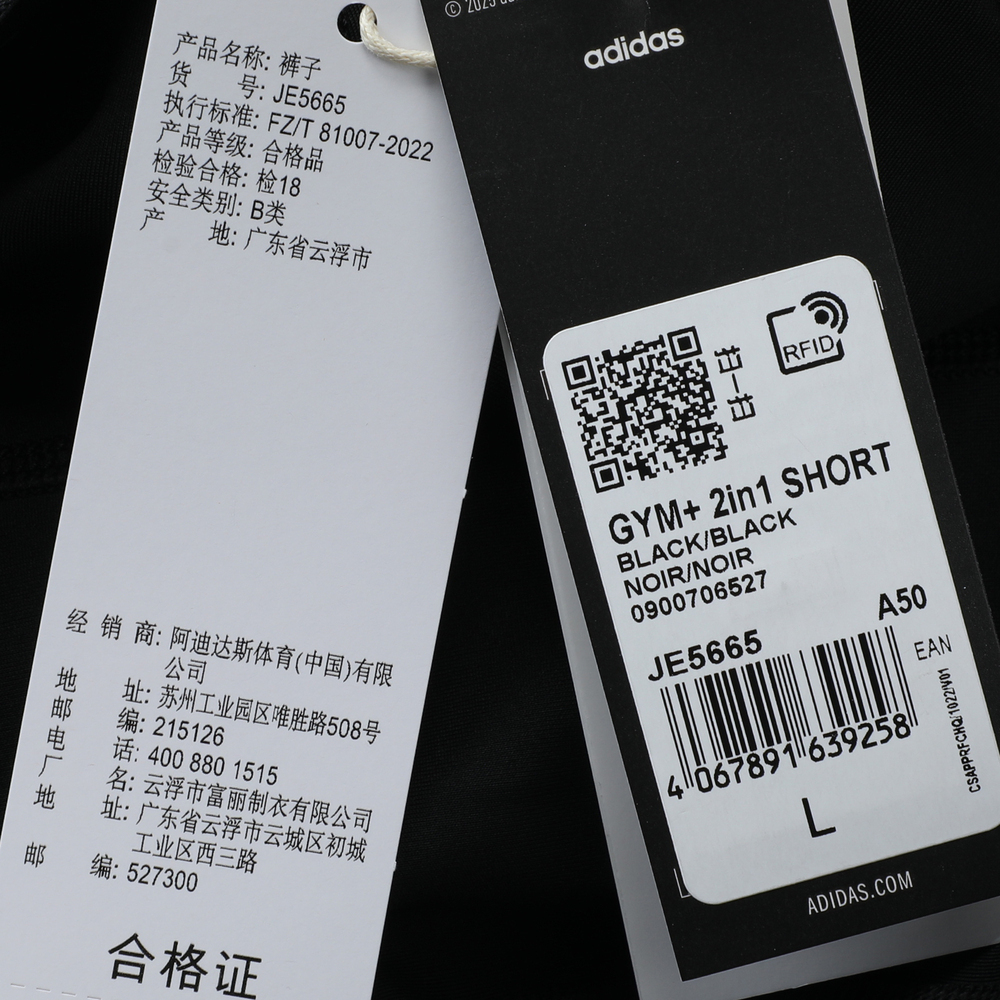 产品名称: 裤子
货 号: JE5665
执行标准: FZ/T 81007-2022
产品等级: 合格品
检验合格: 检18
安全类别: B类
产 地: 广东省云浮市
经 销 商: 阿迪达斯体育(中国)有限
公司
地 址: 苏州工业园区唯胜路508号
邮 编: 215126
电 话: 400 880 1515
厂 名: 云浮市富丽制衣有限公司
地 址: 广东省云浮市云城区初城
工业区西三路
邮 编: 527300
合格证
adidas
RFID
GYM+ 2in1 SHORT
BLACK/BLACK
NOIR/NOIR
0900706527
A50
JE5665
EAN
4 067891 639258
L
ADIDAS.COM